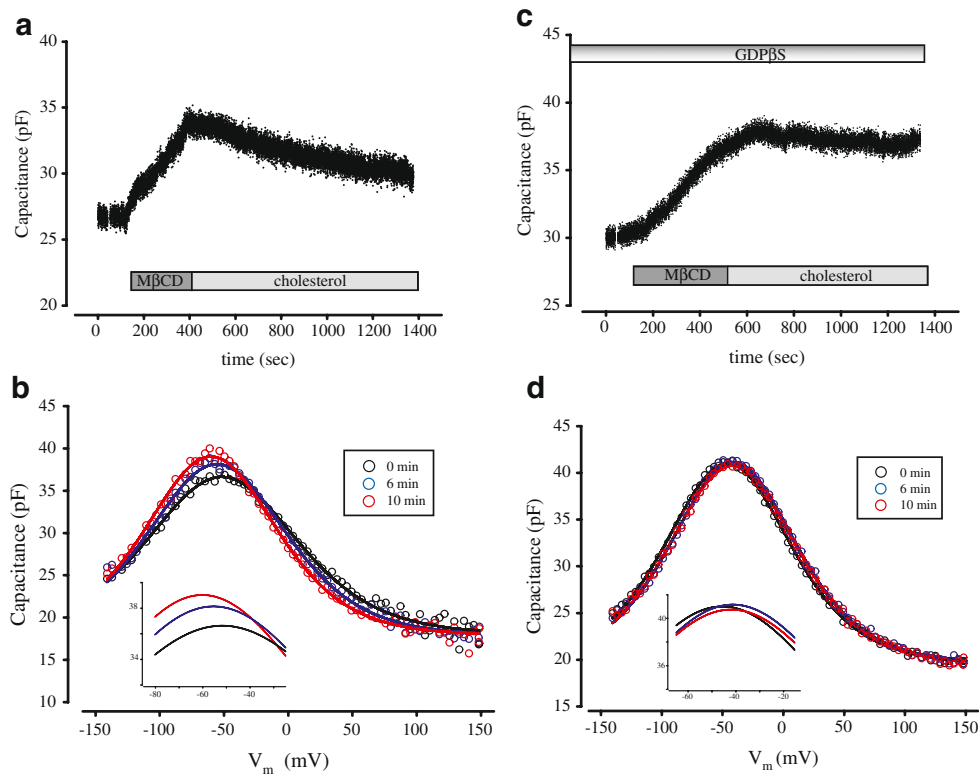 a
40
35
30
25
20
Capacitance (pF)
MβCD
cholesterol
0 200 400 600 800 1000 1200 1400
time (sec)
c
45
40
35
30
25
Capacitance (pF)
GDPβS
MβCD
cholesterol
0 200 400 600 800 1000 1200 1400
time (sec)
b
45
40
35
30
25
20
15
10
Capacitance (pF)
0 min
6 min
10 min
38
36
34
-80 -60 -40
-150 -100 -50 0 50 100 150
Vm (mV)
d
45
40
35
30
25
20
15
Capacitance (pF)
0 min
6 min
10 min
40
36
-60 -40 -20
-150 -100 -50 0 50 100 150
Vm (mV)